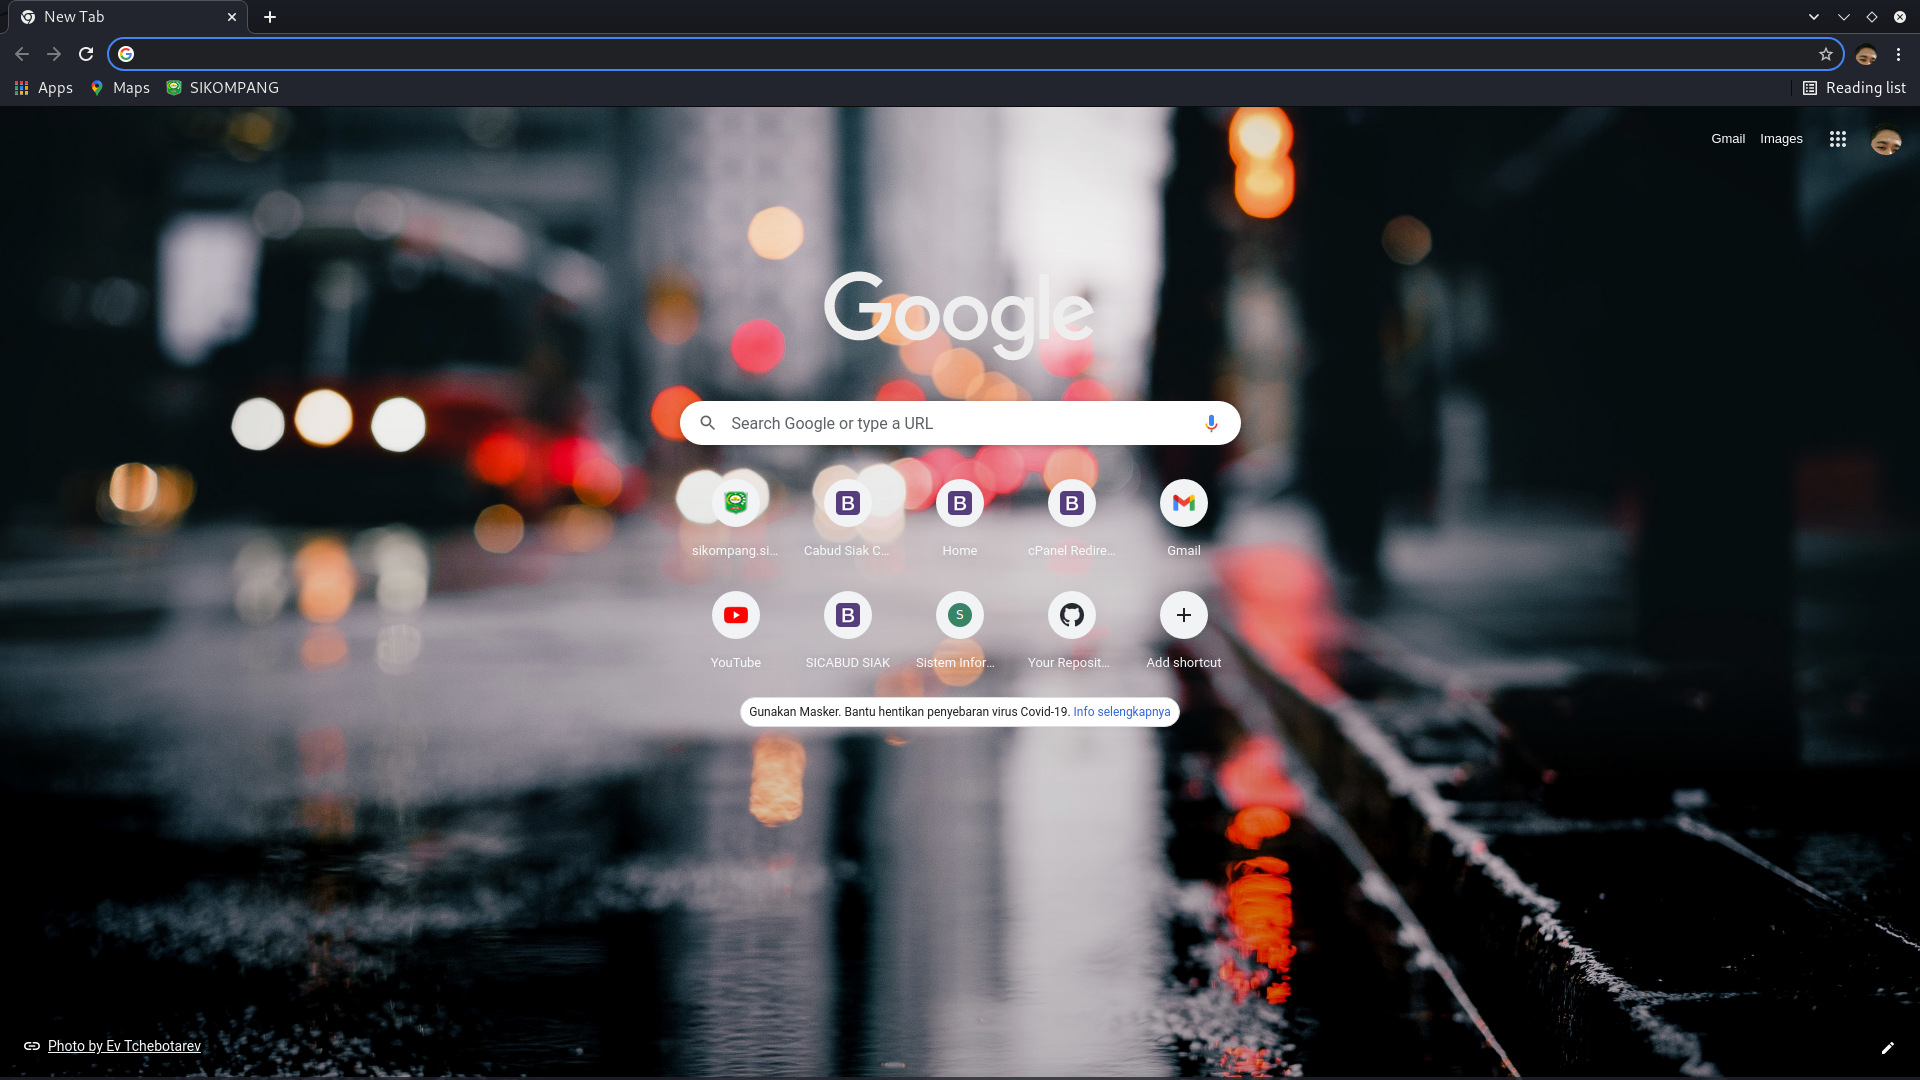 New Tab
Apps
Maps
SIKOMPANG
Reading list
Gmail
Images
Google
Search Google or type a URL
sikompang.si...
Cabud Siak C...
Home
cPanel Redire...
Gmail
YouTube
SICABUD SIAK
S
Sistem Infor...
Your Reposit...
Add shortcut
Gunakan Masker. Bantu hentikan penyebaran virus Covid-19. Info selengkapnya
Photo by Ev Tchebotarev